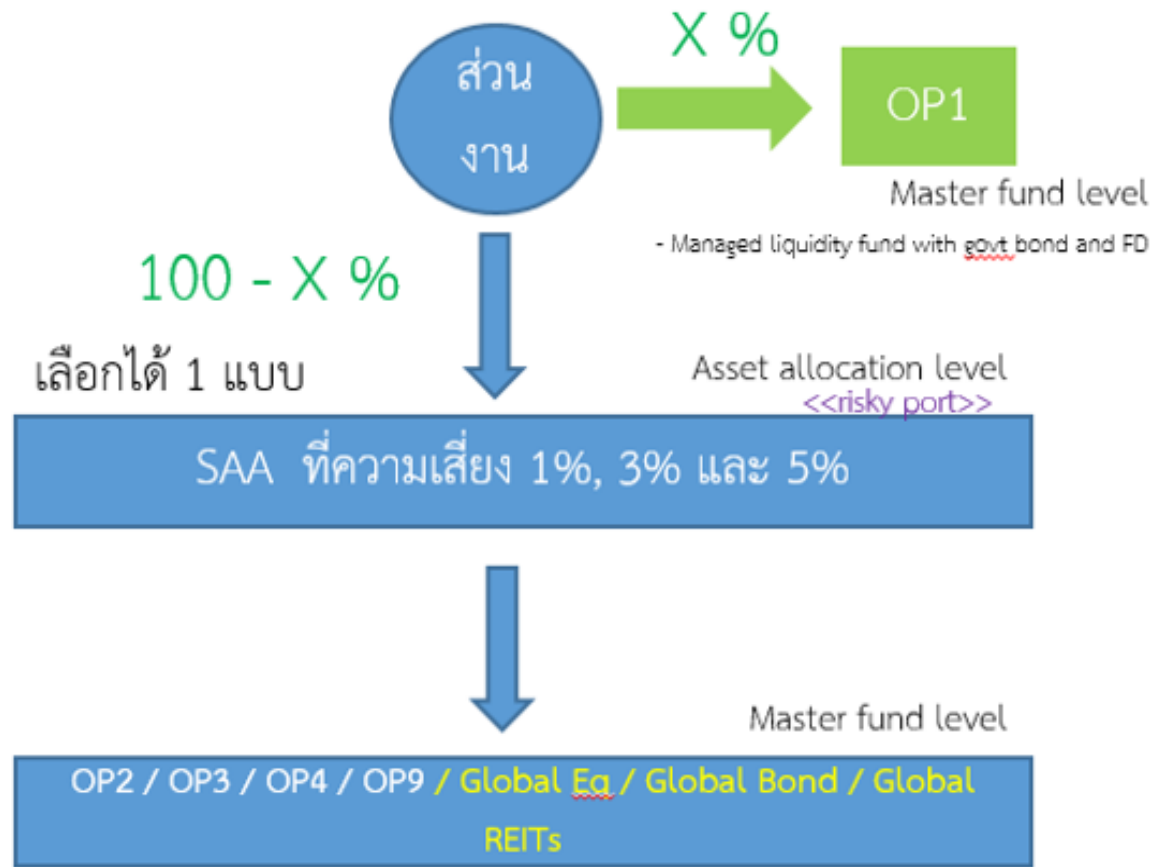 X %
ส่วน
งาน
OP1
Master fund level
- Managed liquidity fund with govt bond and FD
100 - X %
เลือกได้ 1 แบบ
Asset allocation level
<<risky port>>
SAA ที่ความเสี่ยง 1%, 3% และ 5%
Master fund level
OP2 / OP3 / OP4 / OP9 / Global Eq / Global Bond / Global
REITs